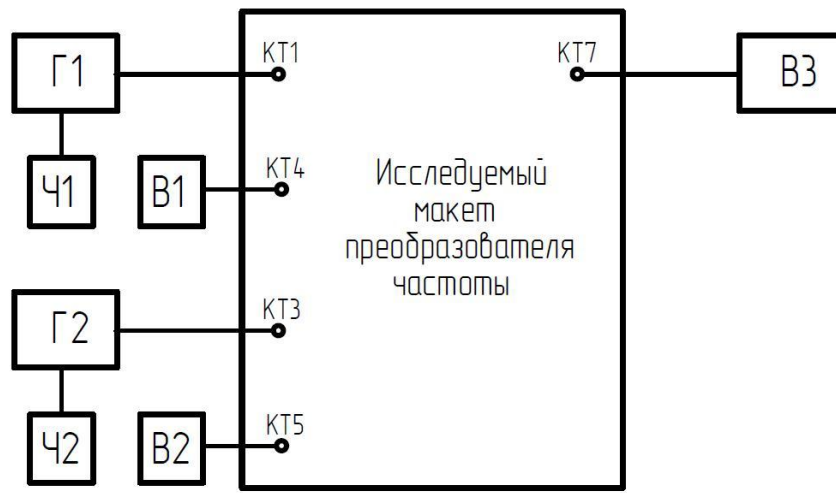 Г1
КТ1
КТ7
В3
Ч1
В1
КТ4
Исследуемый
макет
преобразователя
частоты
Г2
КТ3
Ч2
В2
КТ5